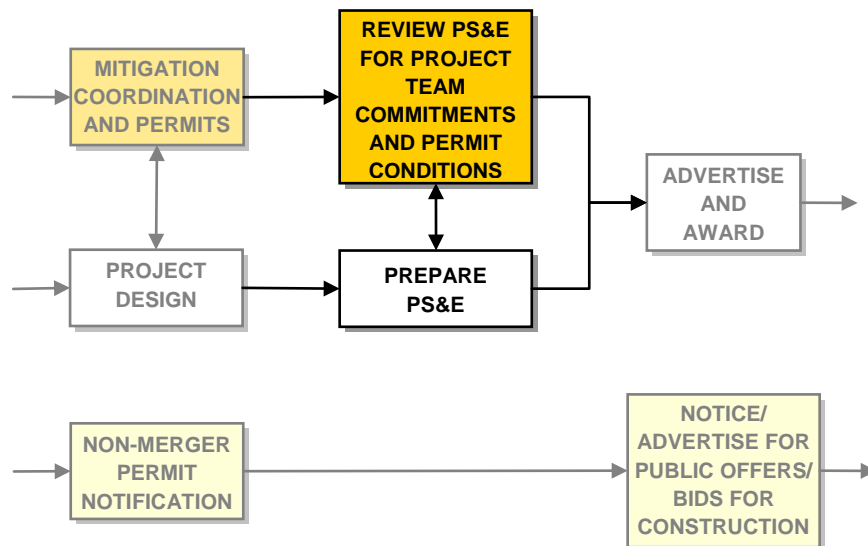 MITIGATION
COORDINATION
AND PERMITS
REVIEW PS&E
FOR PROJECT
TEAM
COMMITMENTS
AND PERMIT
CONDITIONS
ADVERTISE
AND
AWARD
PROJECT
DESIGN
PREPARE
PS&E
NON-MERGER
PERMIT
NOTIFICATION
NOTICE/
ADVERTISE FOR
PUBLIC OFFERS/
BIDS FOR
CONSTRUCTION